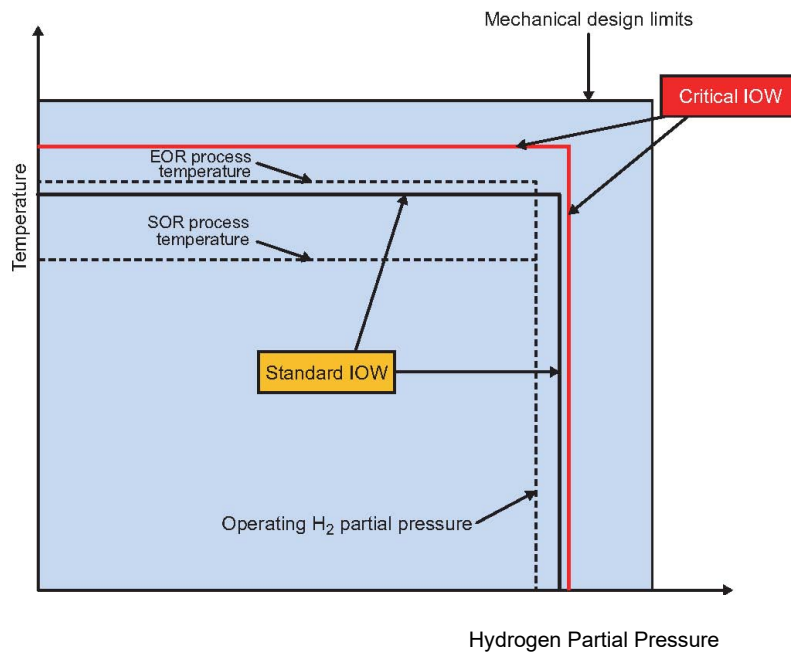 Mechanical design limits
Critical IOW
EOR process
temperature
SOR process
temperature
Temperature
Standard IOW
Operating H₂ partial pressure
Hydrogen Partial Pressure